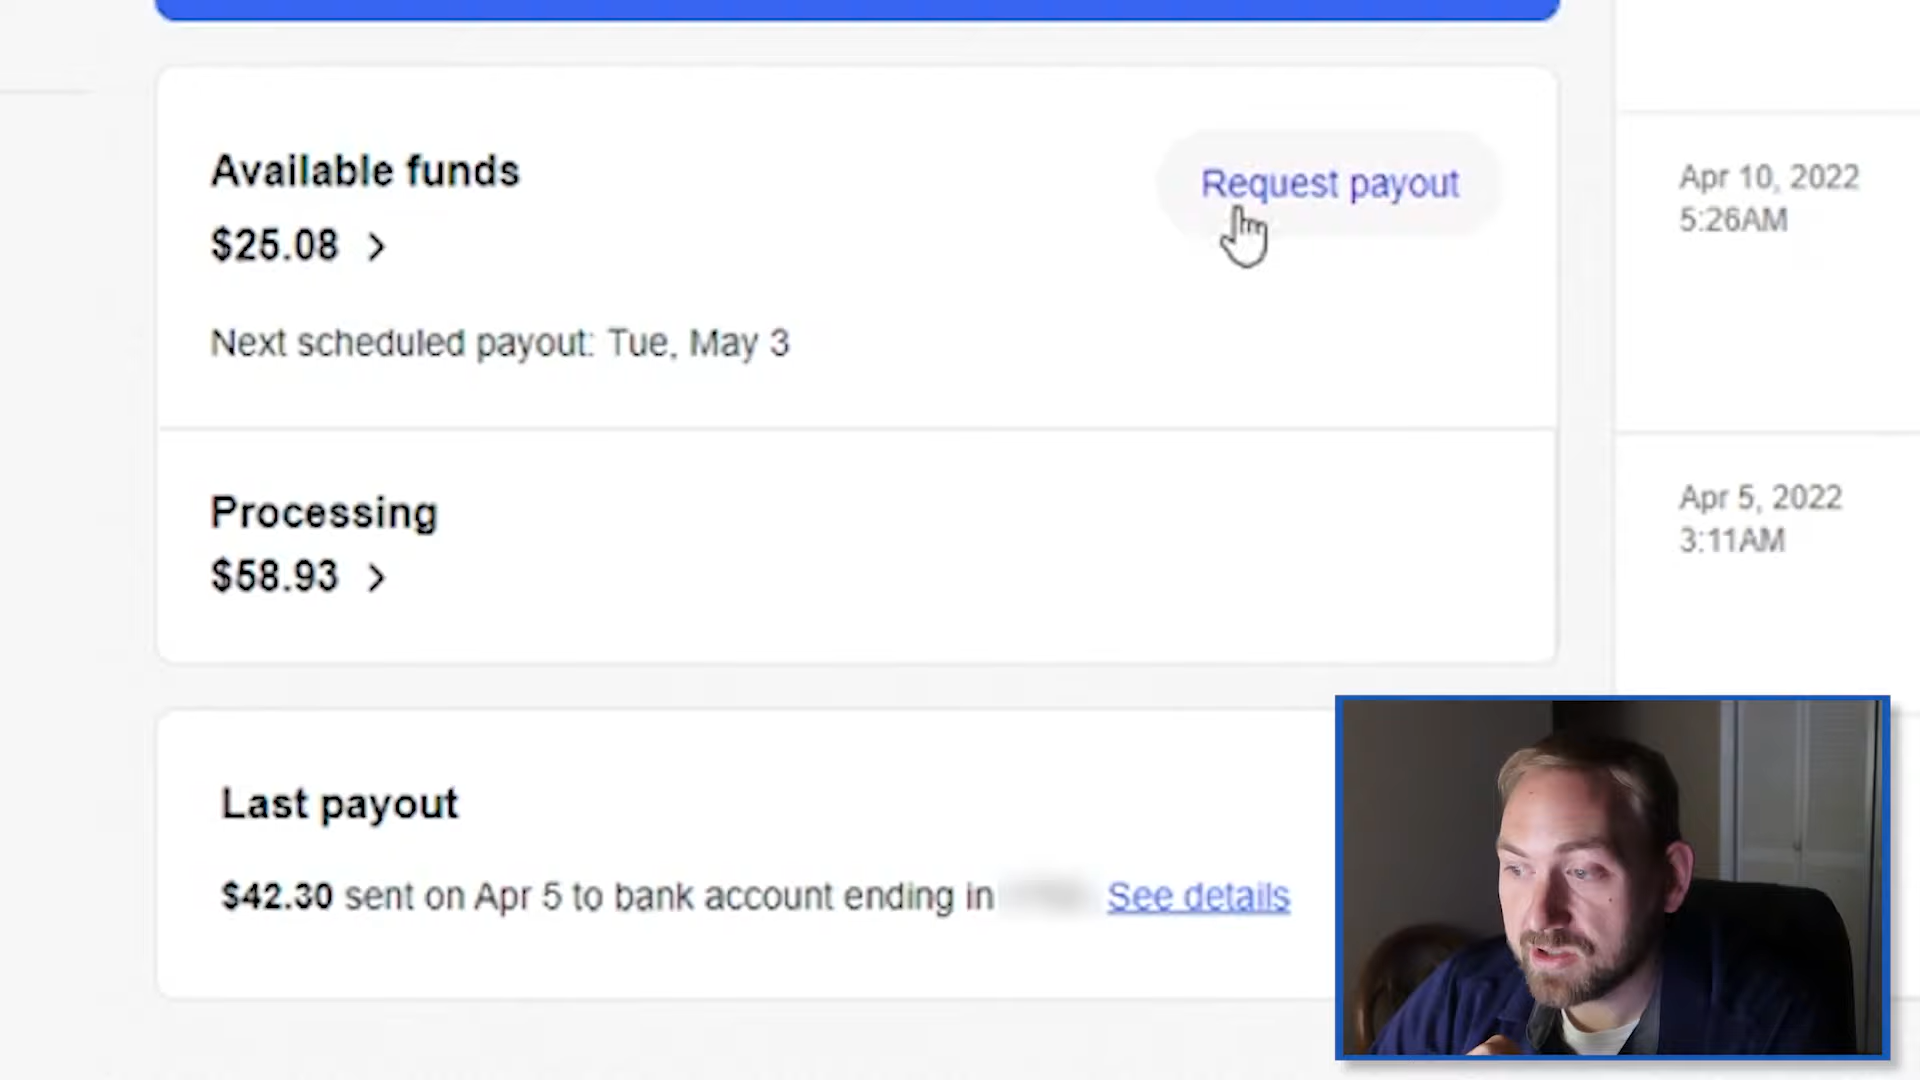 Available funds
Request payout
$25.08 >
Next scheduled payout: Tue, May 3
Processing
$58.93 >
Last payout
$42.30 sent on Apr 5 to bank account ending in See details
Apr 10, 2022
5:26AM
Apr 5, 2022
3:11AM